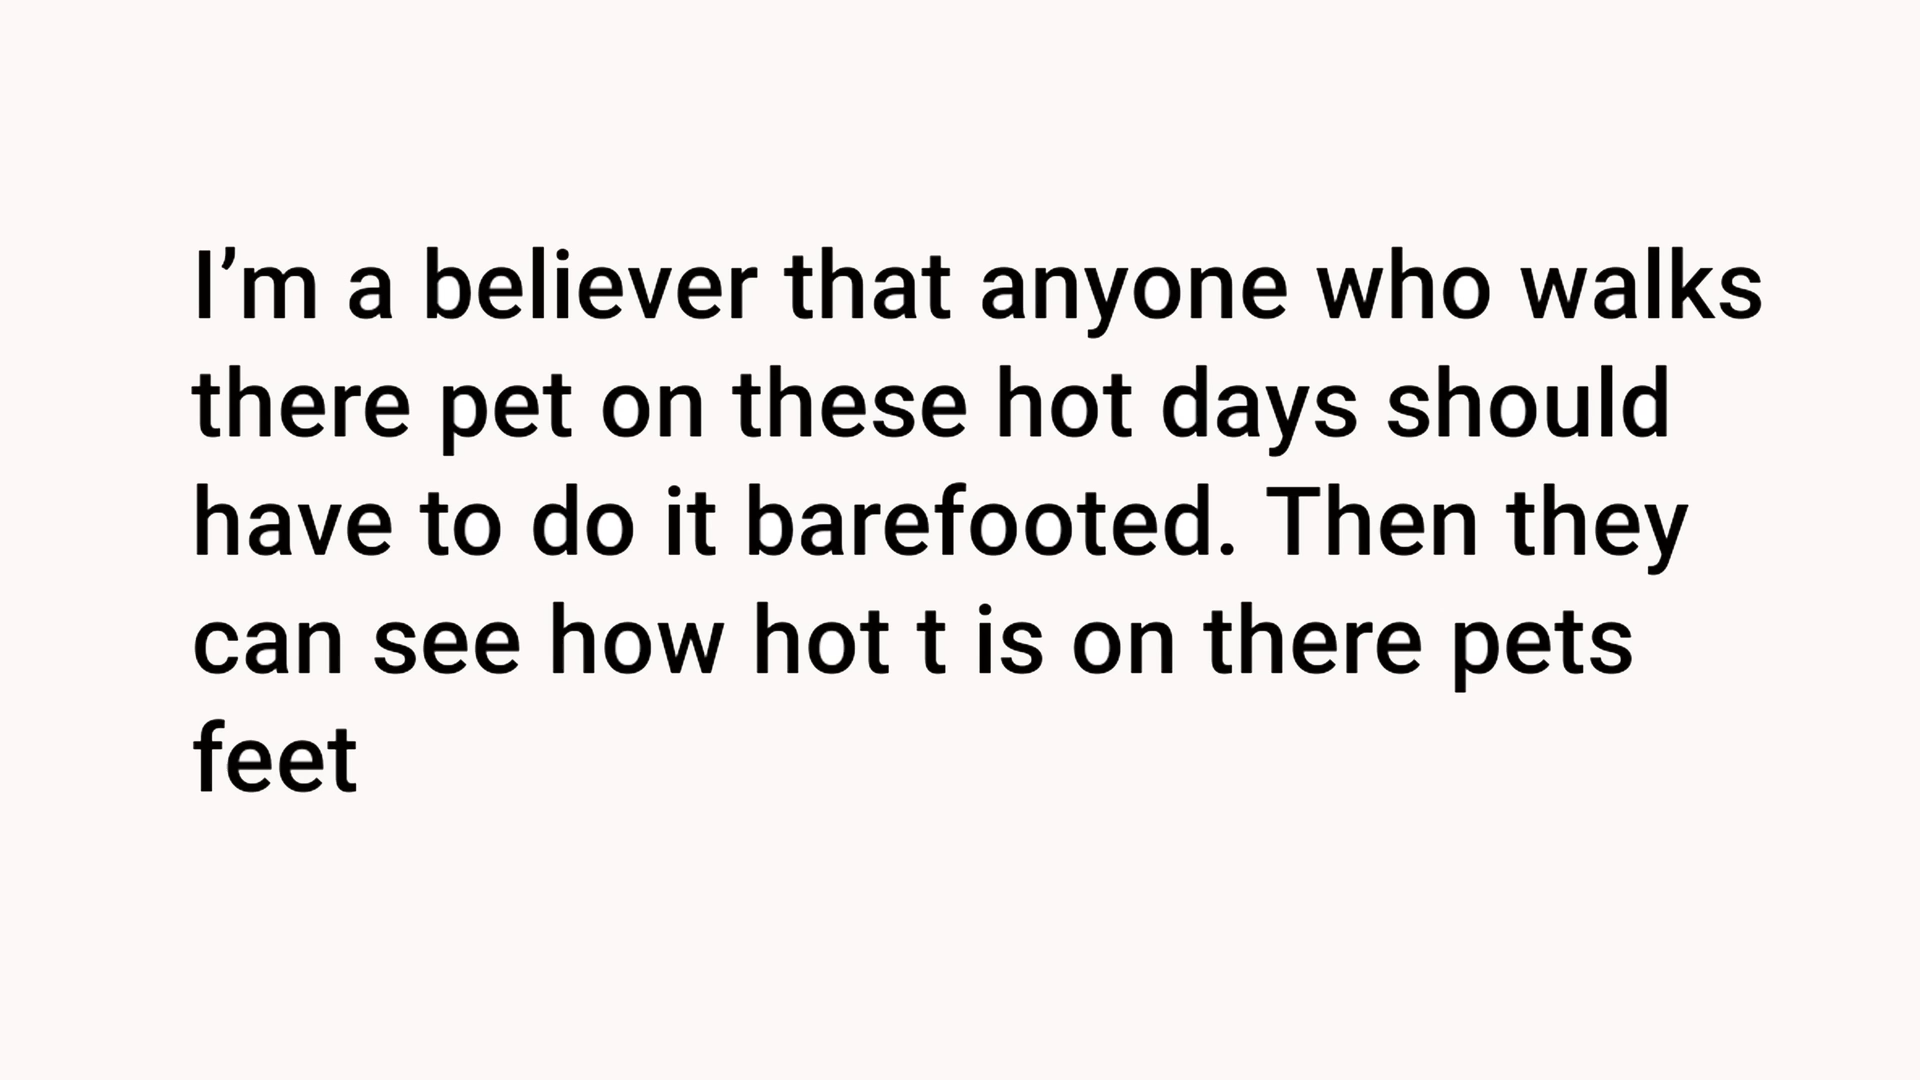 I’m a believer that anyone who walks
there pet on these hot days should
have to do it barefooted. Then they
can see how hot t is on there pets
feet